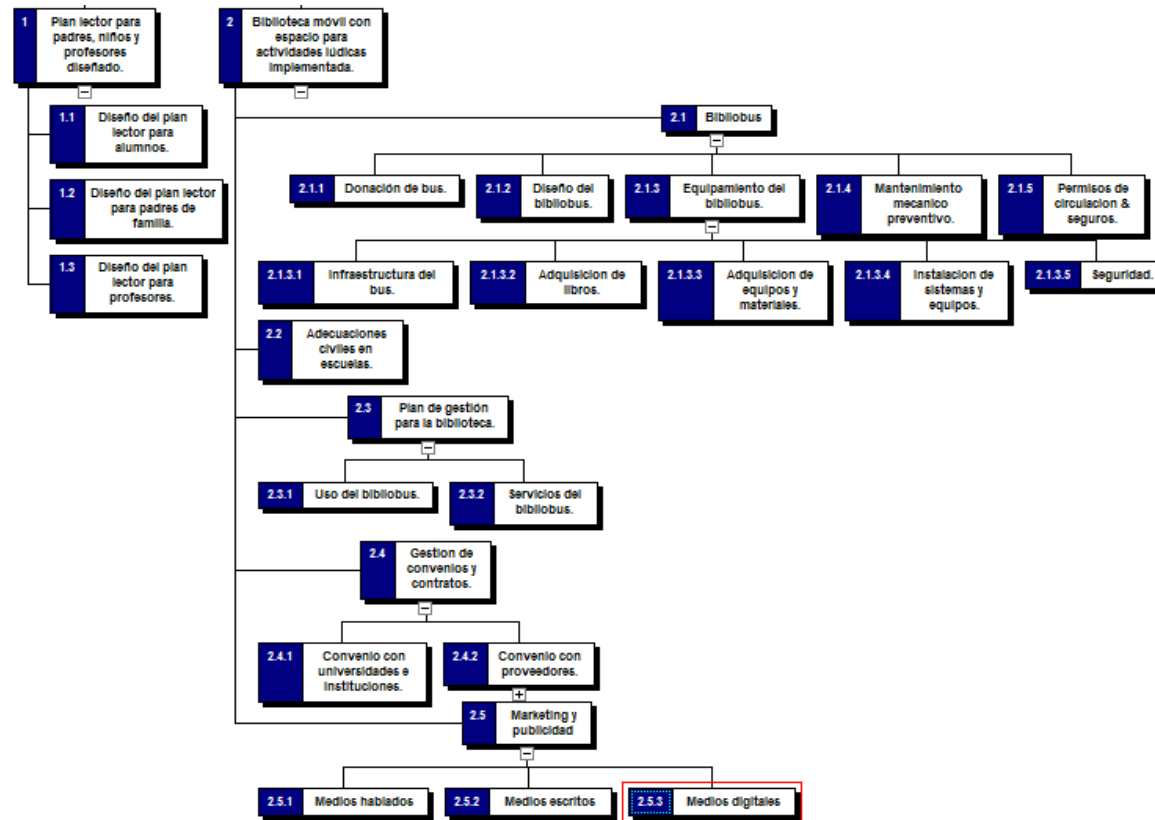 1
Plan lector para
padres, niños y
profesores
diseñado.
2
Biblioteca móvil con
espacio para
actividades lúdicas
implementada.
1.1
Diseño del plan
lector para
alumnos.
1.2
Diseño del plan lector
para padres de
familia.
1.3
Diseño del plan
lector para
profesores.
2.1
Bibliobus
2.1.1
Donación de bus.
2.1.2
Diseño del
bibliobus.
2.1.3
Equipamiento del
bibliobus.
2.1.4
Mantenimiento
mecanico
preventivo.
2.1.5
Permisos de
circulacion &
seguros.
2.1.3.1
Infraestructura del
bus.
2.1.3.2
Adquisicion de
libros.
2.1.3.3
Adquisicion de
equipos y
materiales.
2.1.3.4
Instalacion de
sistemas y
equipos.
2.1.3.5
Seguridad.
2.2
Adecuaciones
civiles en
escuelas.
2.3
Plan de gestión
para la biblioteca.
2.3.1
Uso del bibliobus.
2.3.2
Servicios del
bibliobus.
2.4
Gestion de
convenios y
contratos.
2.4.1
Convenio con
universidades e
instituciones.
2.4.2
Convenio con
proveedores.
2.5
Marketing y
publicidad
2.5.1
Medios hablados
2.5.2
Medios escritos
2.5.3
Medios digitales